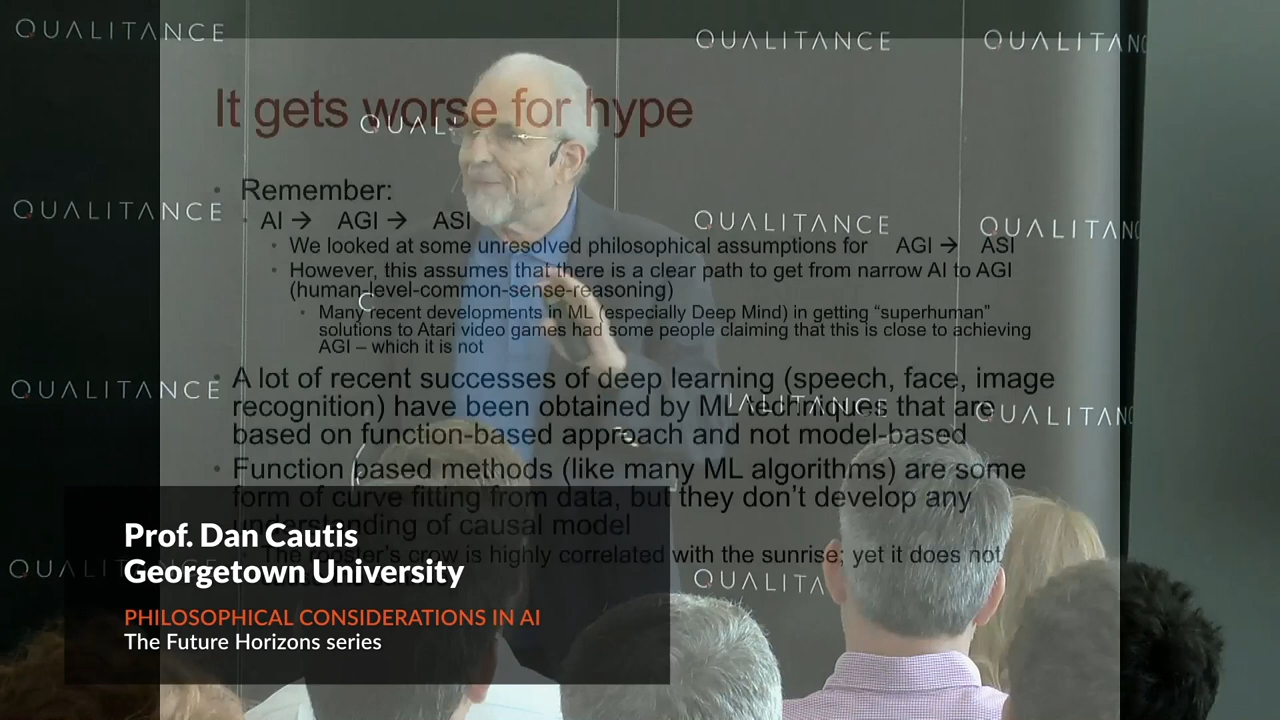 QUALITANCE
QUALITANCE
QUALITANC
It gets worse for hype
QUAL
Remember:
QUALITANCE
AI → AGI → ASI
QUALITANCE
QUALITANC
We looked at some unresolved philosophical assumptions for AGI → ASI
However, this assumes that there is a clear path to get from narrow AI to AGI
(human-level-common-sense-reasoning)
Many recent developments in ML (especially Deep Mind) in getting “superhuman”
solutions to Atari video games had some people claiming that this is close to achieving
AGI – which it is not
QUALITANCE
A lot of recent successes of deep learning (speech, face, image
recognition) have been obtained by ML techniques that are
ALITANCE
QUALITANC
based on function-based approach and not model-based
Function based methods (like many ML algorithms) are some
form of curve fitting from data, but they don’t develop any
understanding of causal model
The rooster’s crow is highly correlated with the sunrise; yet it does not
QUALITANCE
QUALITA
Prof. Dan Cautis
Georgetown University
PHILOSOPHICAL CONSIDERATIONS IN AI
The Future Horizons series